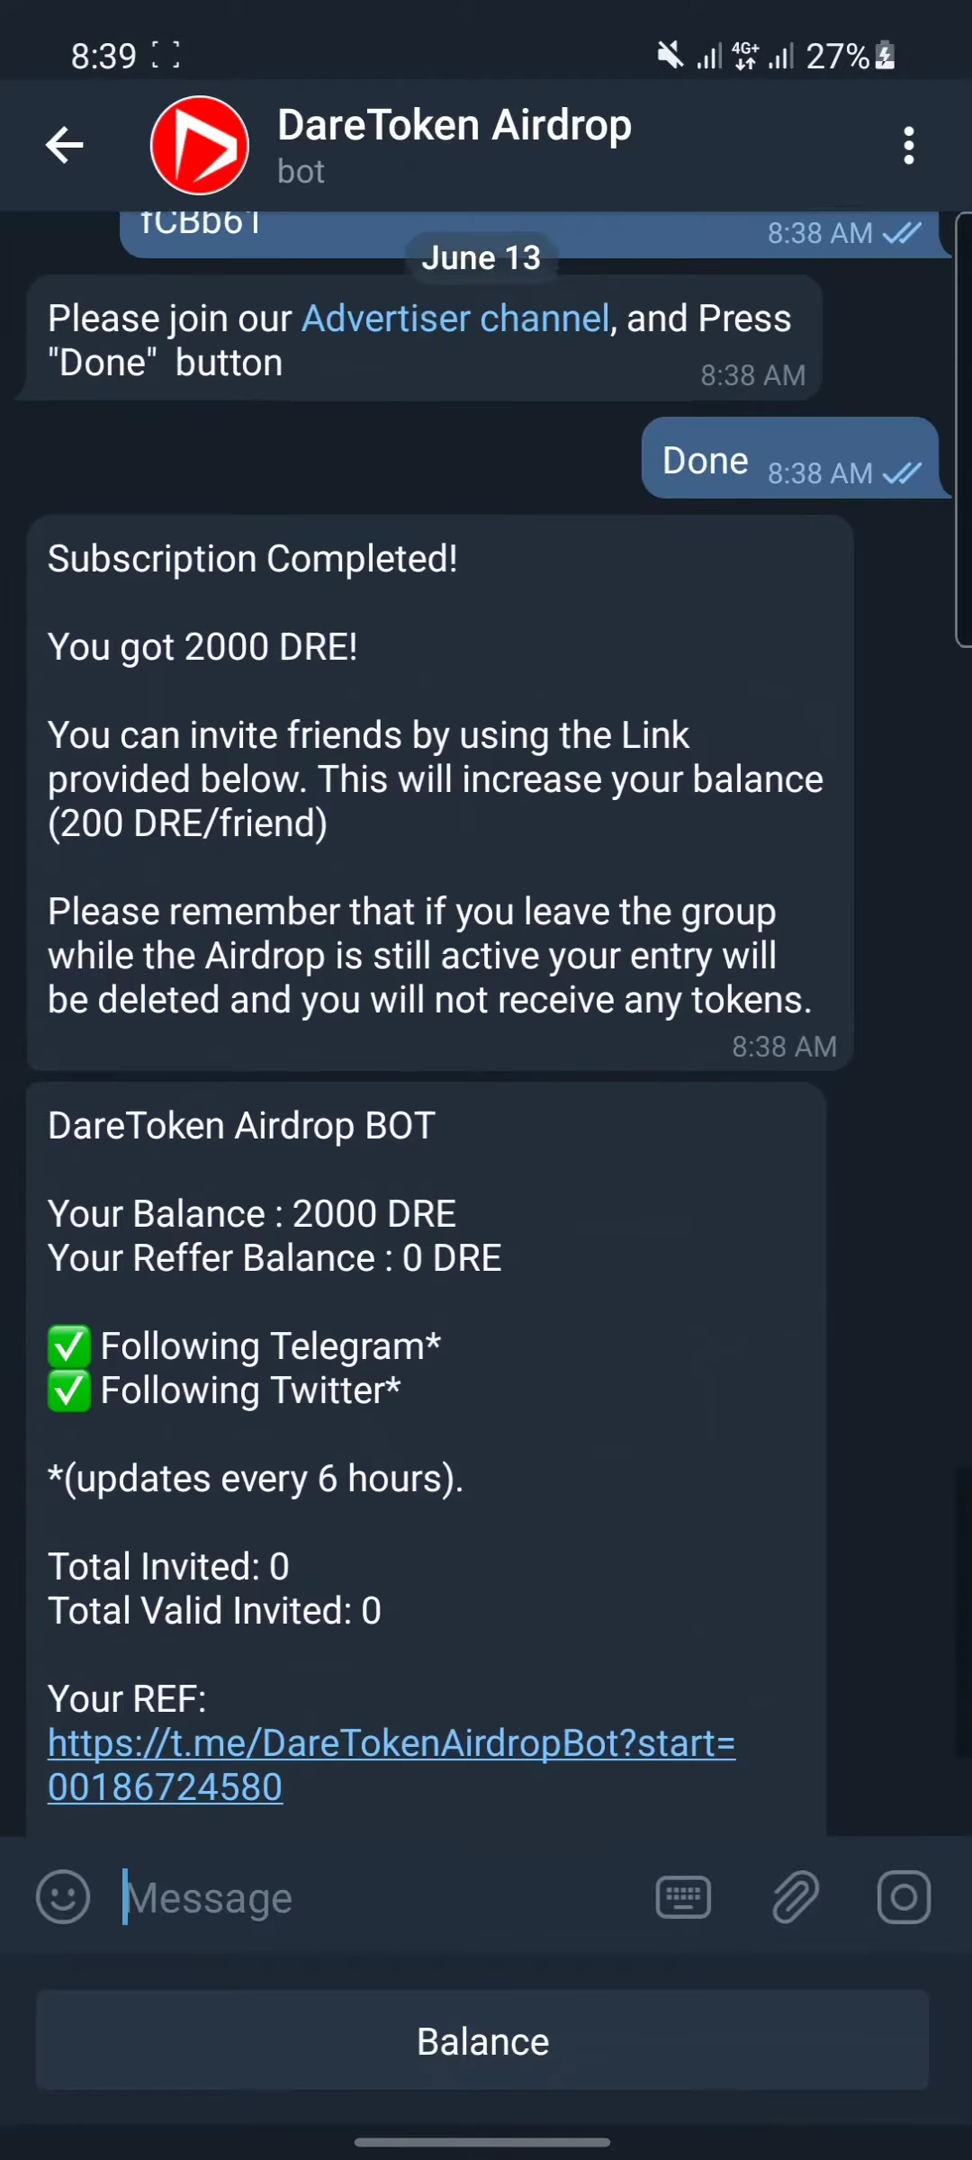 8:39
4G+
27%
DareToken Airdrop
bot
fCBb61
8:38 AM
June 13
Please join our Advertiser channel, and Press
"Done" button
8:38 AM
Done
8:38 AM
Subscription Completed!
You got 2000 DRE!
You can invite friends by using the Link
provided below. This will increase your balance
(200 DRE/friend)
Please remember that if you leave the group
while the Airdrop is still active your entry will
be deleted and you will not receive any tokens.
8:38 AM
DareToken Airdrop BOT
Your Balance : 2000 DRE
Your Reffer Balance : 0 DRE
✅ Following Telegram*
✅ Following Twitter*
*(updates every 6 hours).
Total Invited: 0
Total Valid Invited: 0
Your REF:
https://t.me/DareTokenAirdropBot?start=
00186724580
Message
Balance